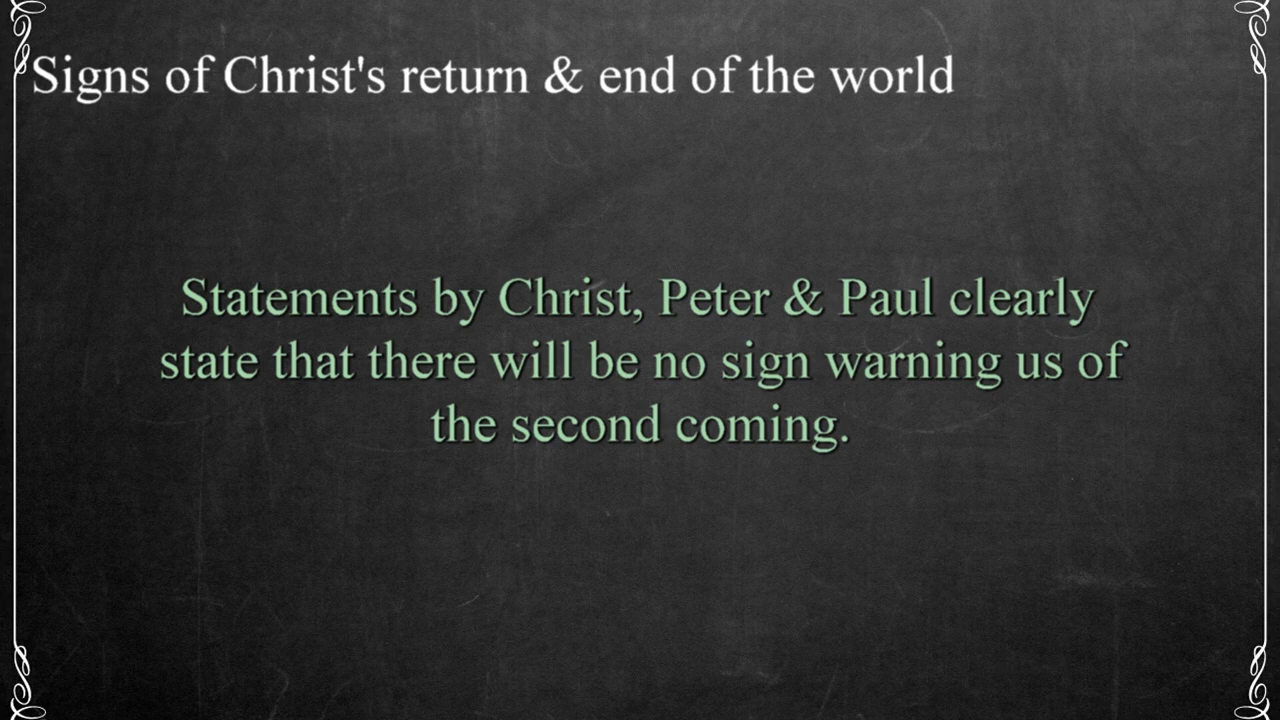 Signs of Christ's return & end of the world
Statements by Christ, Peter & Paul clearly
state that there will be no sign warning us of
the second coming.